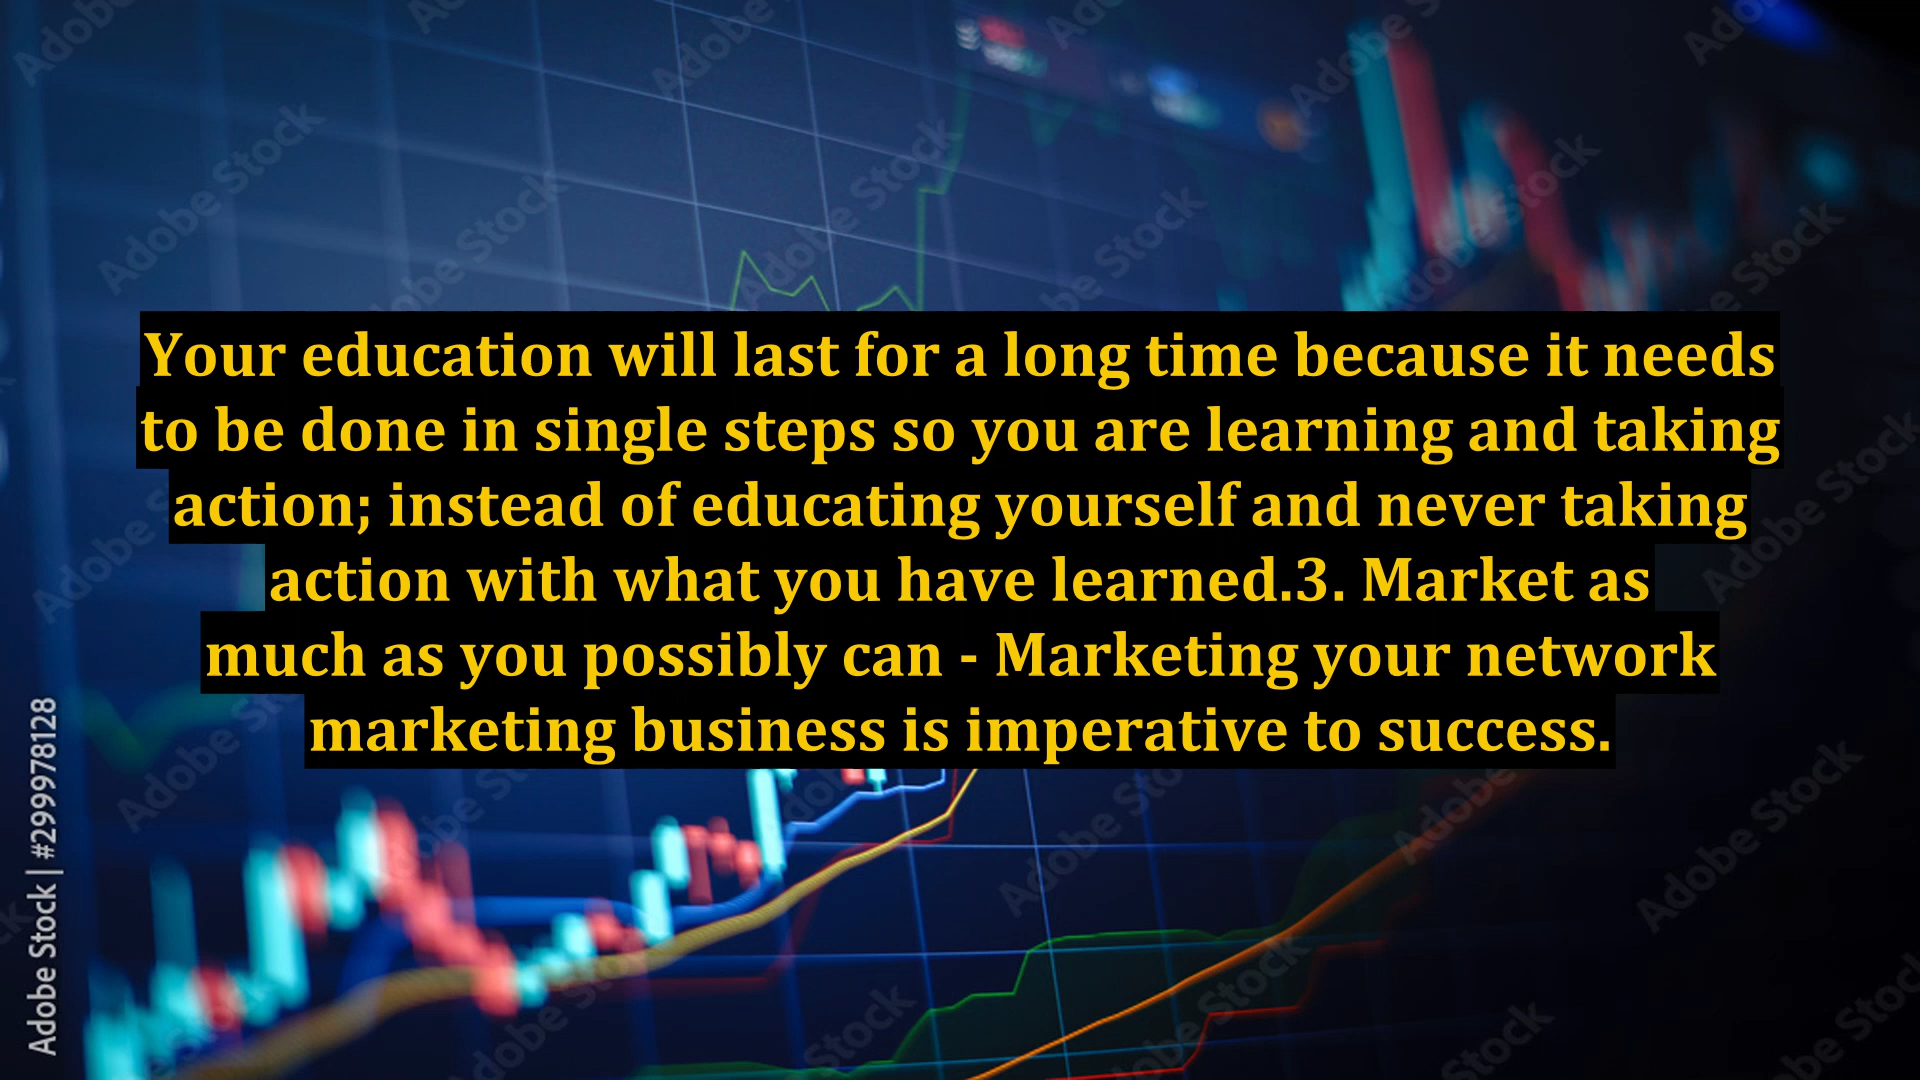 Your education will last for a long time because it needs
to be done in single steps so you are learning and taking
action; instead of educating yourself and never taking
action with what you have learned.3. Market as
much as you possibly can - Marketing your network
marketing business is imperative to success.
Adobe Stock | #299978128